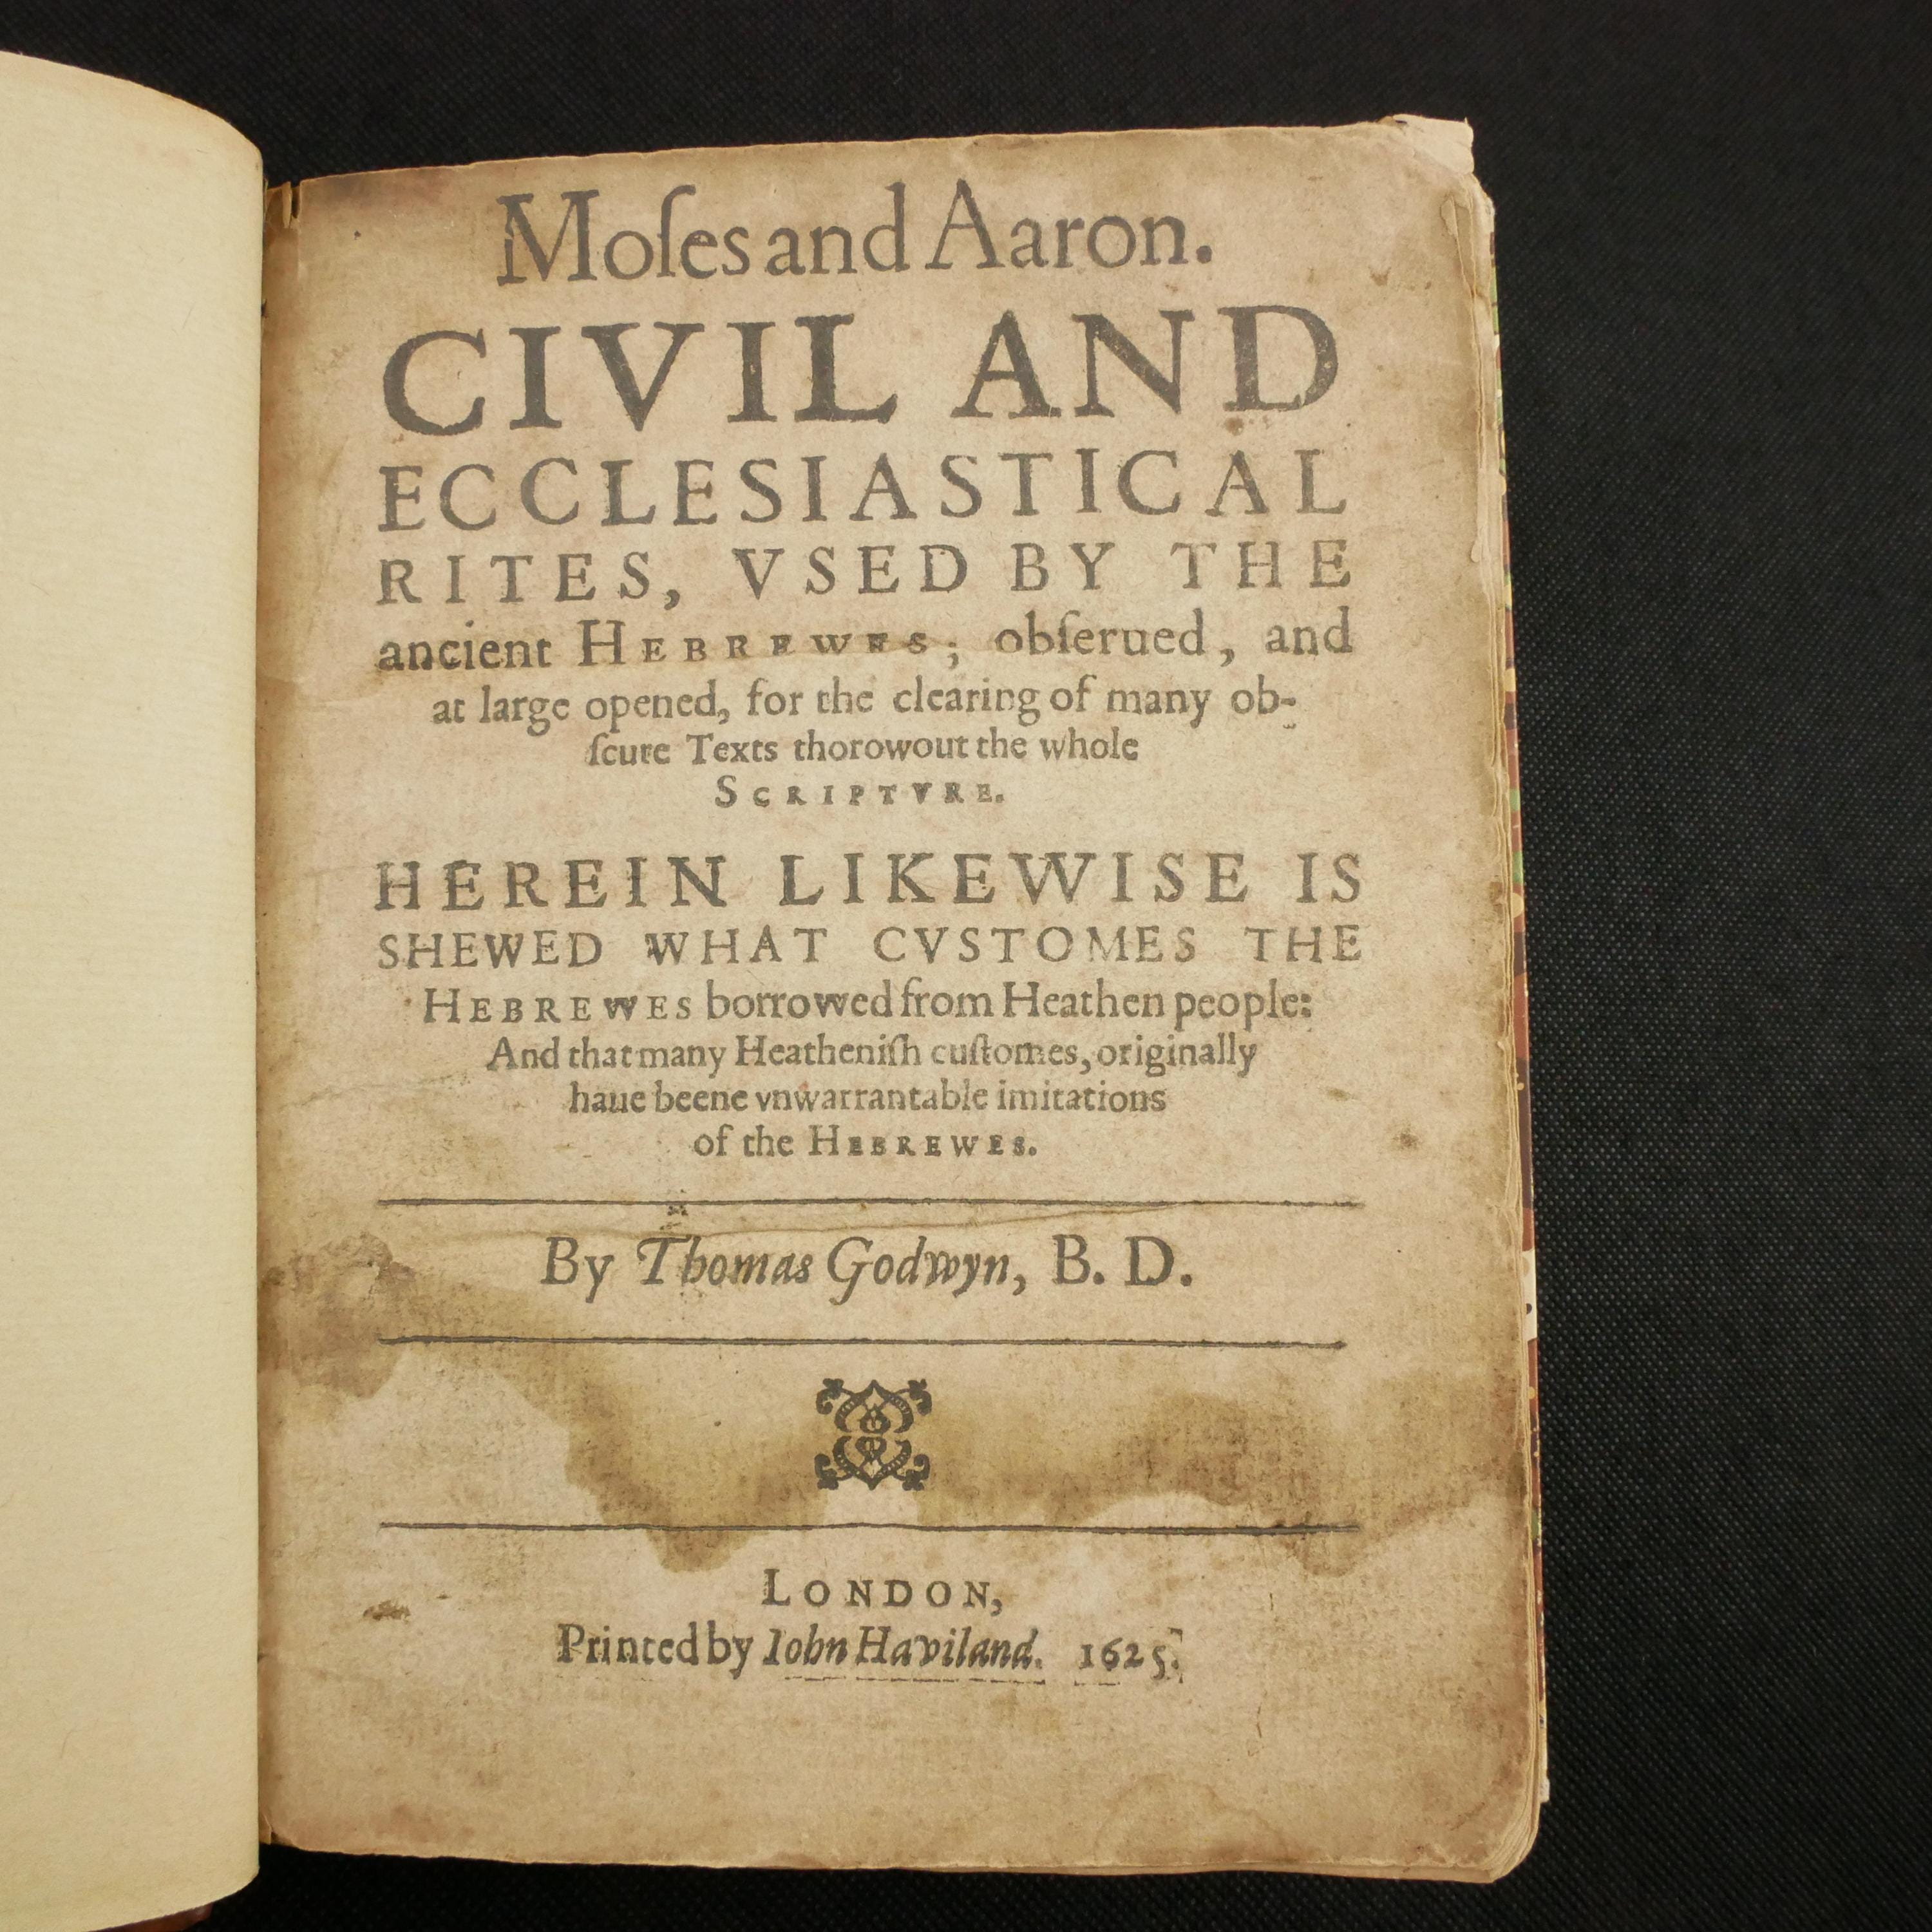 Moſes and Aaron.
CIVIL AND
ECCLESIASTICAL
RITES, VSED BY THE
ancient HEBREWES; obſerued, and
at large opened, for the clearing of many ob-
ſcure Texts thorowout the whole
SCRIPTVRE.
HEREIN LIKEWISE IS
SHEWED WHAT CVSTOMES THE
HEBREWES borrowed from Heathen people:
And that many Heatheniſh cuſtomes, originally
haue beene vnwarrantable imitations
of the HEBREWES.
By Thomas Godwyn, B. D.
LONDON,
Printed by Iohn Haviland. 1625.